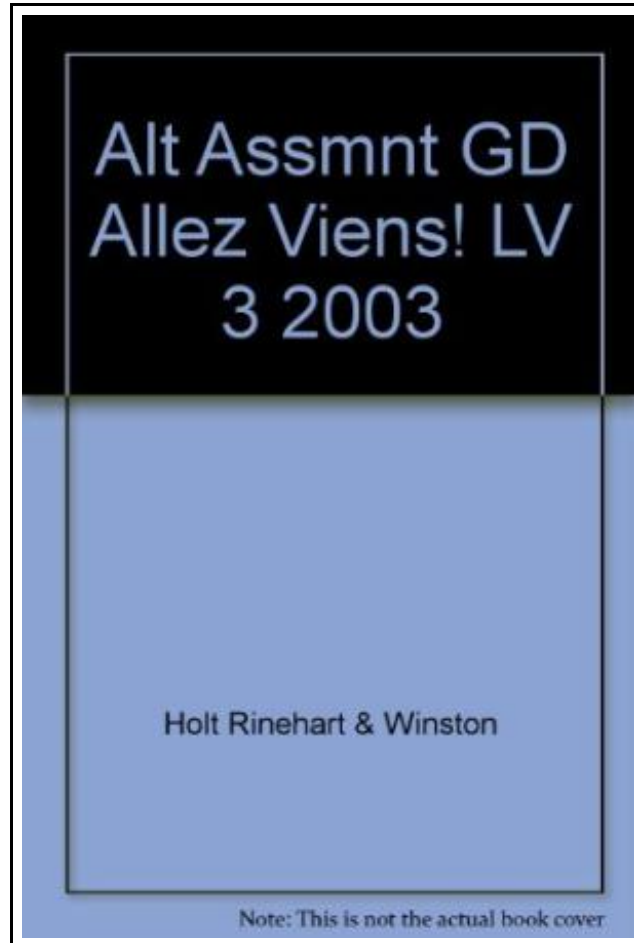 Alt Assmnt GD
Allez Viens! LV
3 2003
Holt Rinehart & Winston
Note: This is not the actual book cover